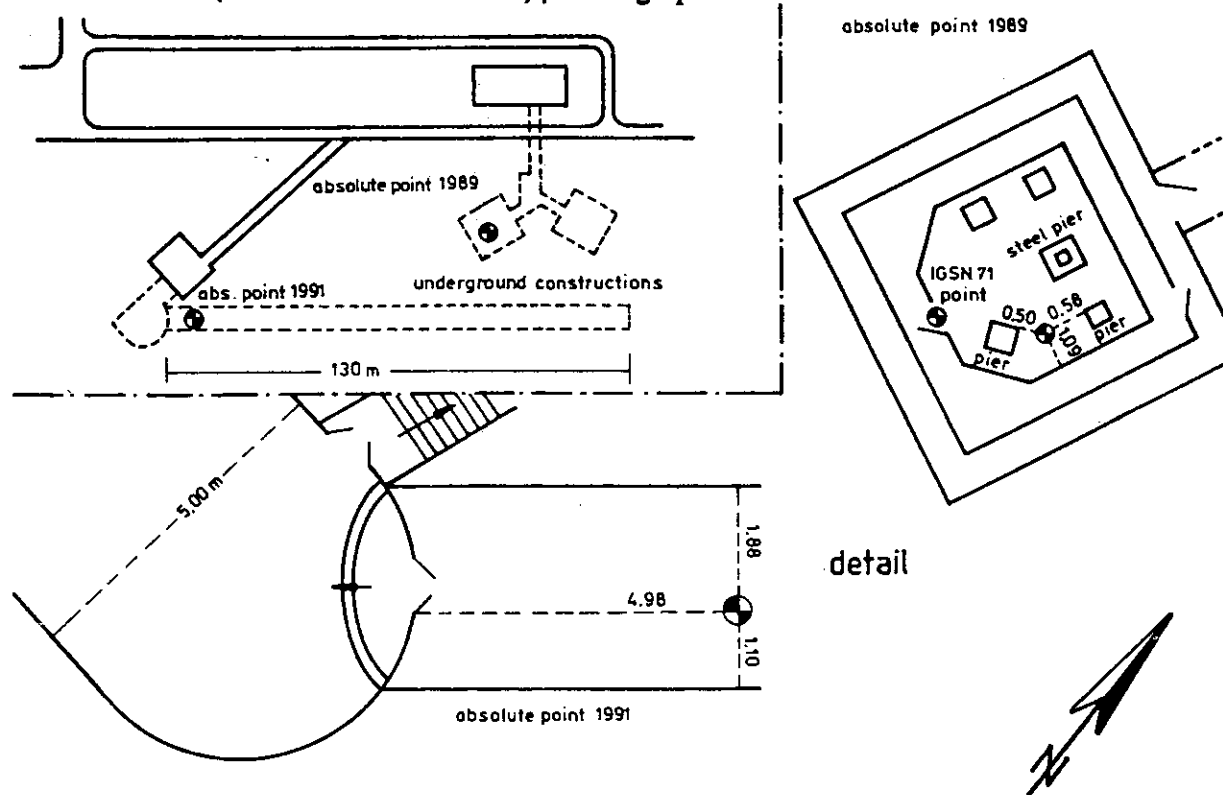 absolute point 1989
absolute point 1989
underground constructions
abs. point 1991
130 m
steel pier
IGSN 71
point
0,50 0.58
pier
pier
1,09
5,00 m
1.88
4.98
1.10
absolute point 1991
detail
N